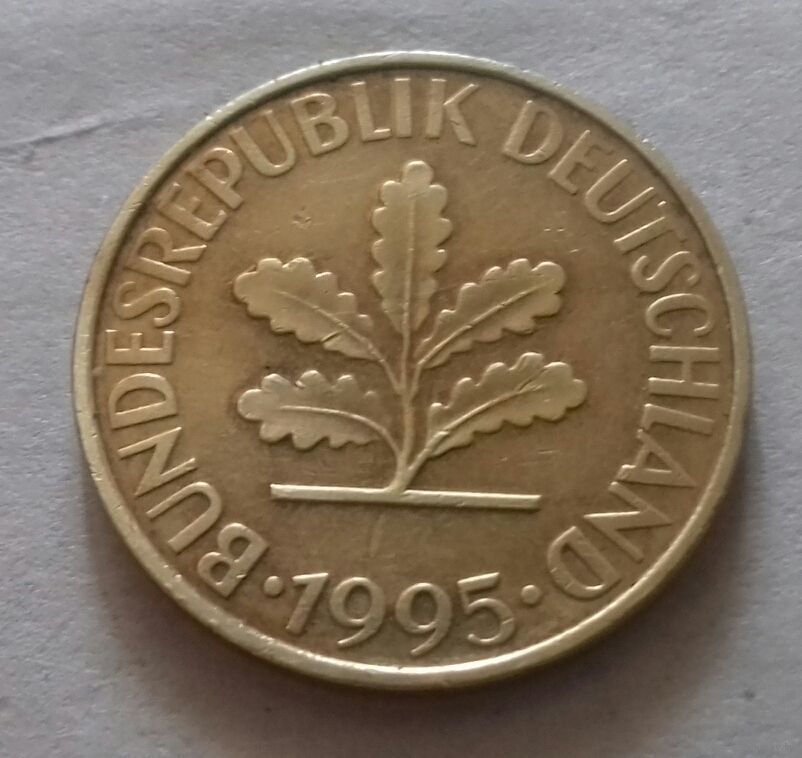 BUNDESREPUBLIK DEUTSCHLAND
· 1995 ·